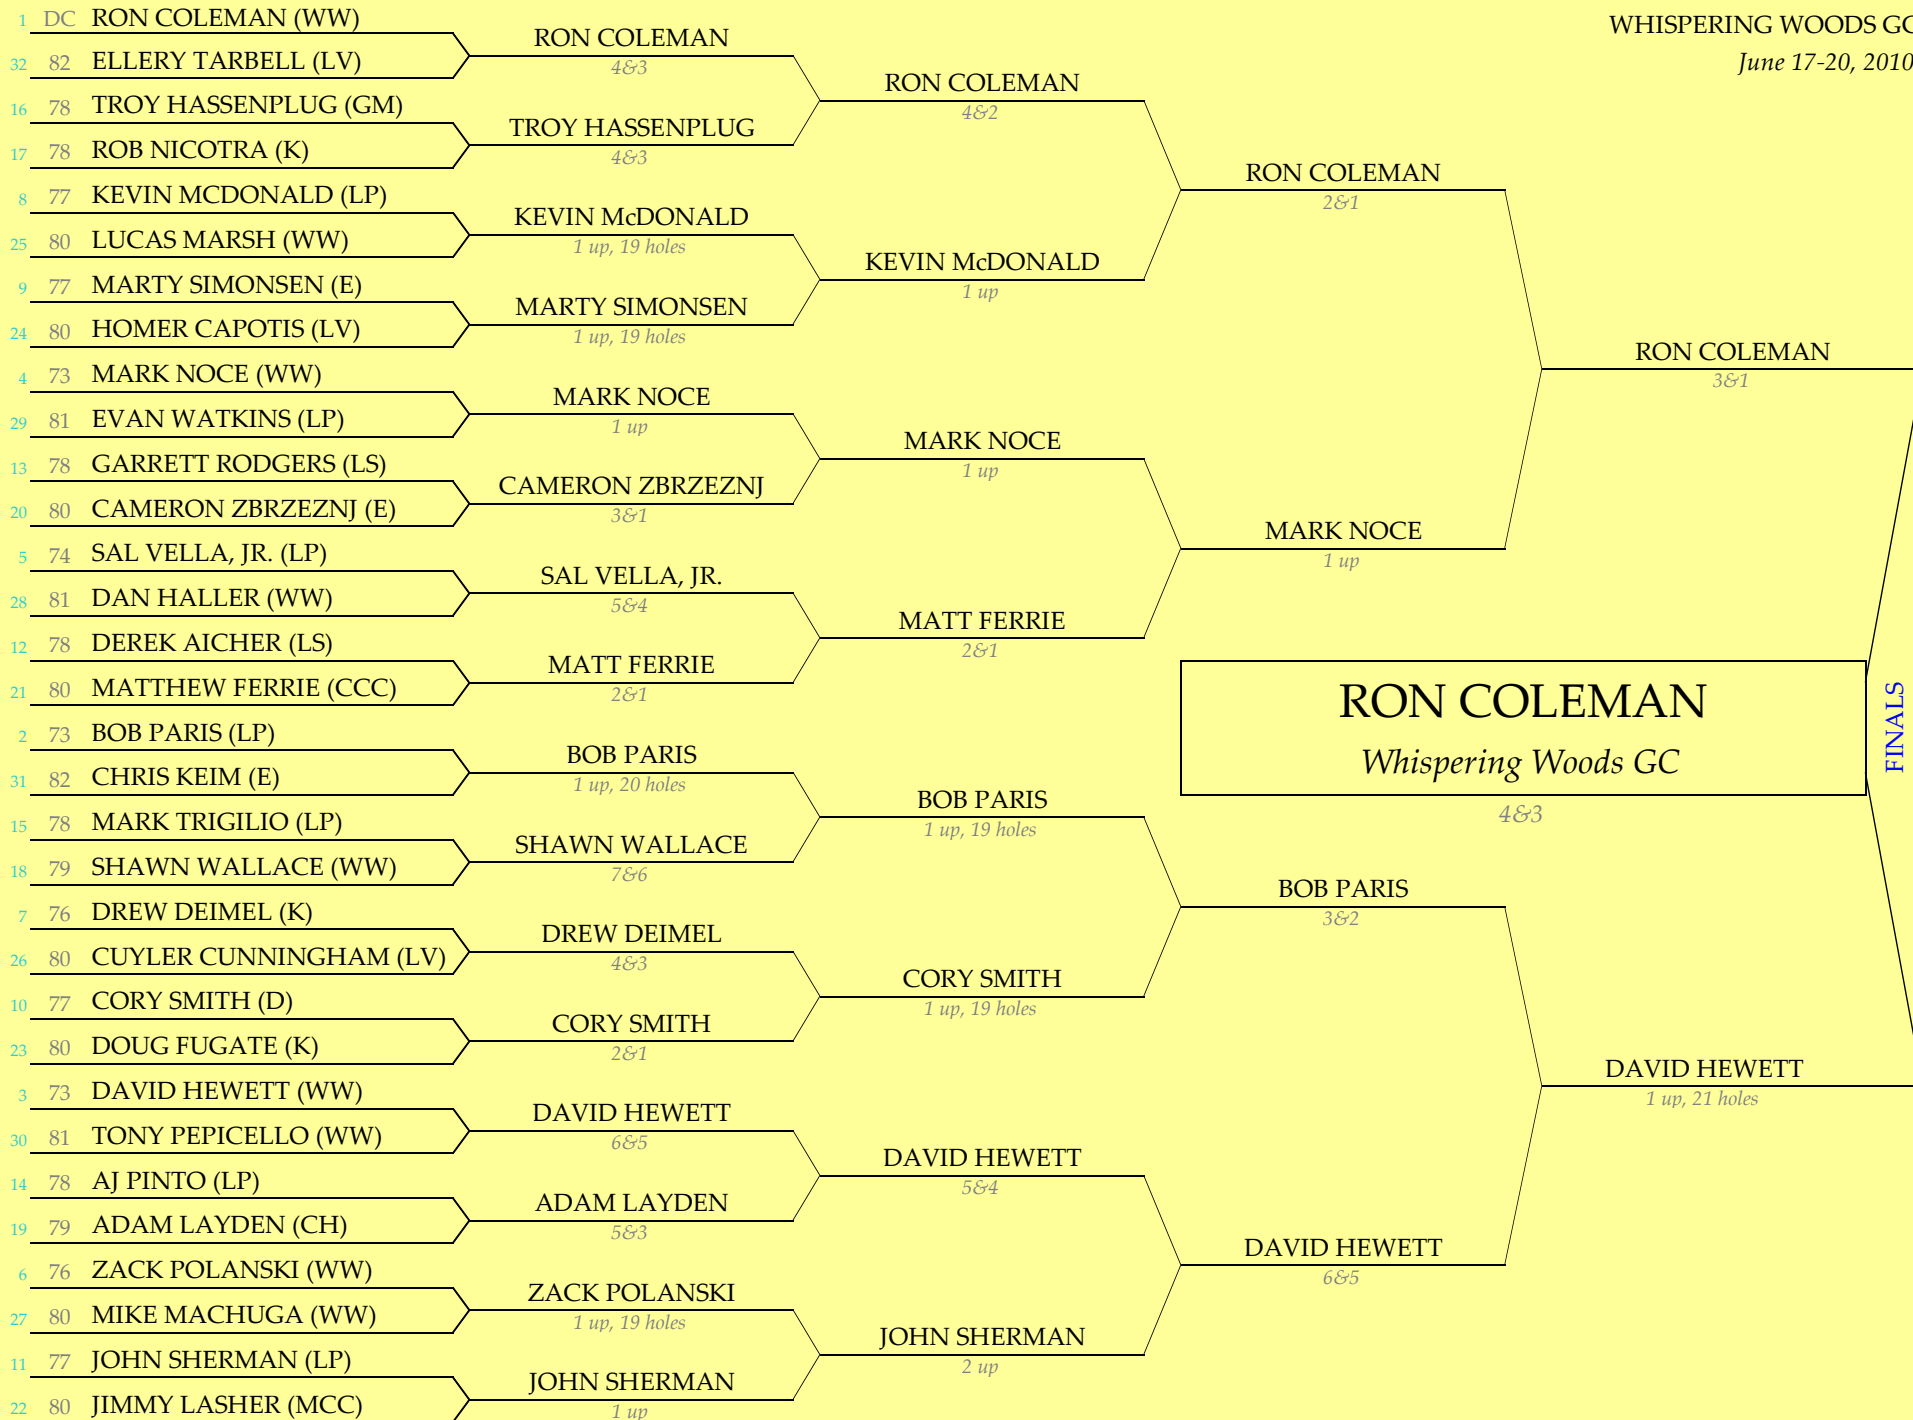 WHISPERING WOODS GC
June 17-20, 2010
1 DC RON COLEMAN (WW)
32 82 ELLERY TARBELL (LV)
16 78 TROY HASSENPLUG (GM)
17 78 ROB NICOTRA (K)
8 77 KEVIN MCDONALD (LP)
25 80 LUCAS MARSH (WW)
9 77 MARTY SIMONSEN (E)
24 80 HOMER CAPOTIS (LV)
4 73 MARK NOCE (WW)
29 81 EVAN WATKINS (LP)
13 78 GARRETT RODGERS (LS)
20 80 CAMERON ZBRZEZNJ (E)
5 74 SAL VELLA, JR. (LP)
28 81 DAN HALLER (WW)
12 78 DEREK AICHER (LS)
21 80 MATTHEW FERRIE (CCC)
2 73 BOB PARIS (LP)
31 82 CHRIS KEIM (E)
15 78 MARK TRIGILIO (LP)
18 79 SHAWN WALLACE (WW)
7 76 DREW DEIMEL (K)
26 80 CUYLER CUNNINGHAM (LV)
10 77 CORY SMITH (D)
23 80 DOUG FUGATE (K)
3 73 DAVID HEWETT (WW)
30 81 TONY PEPICELLO (WW)
14 78 AJ PINTO (LP)
19 79 ADAM LAYDEN (CH)
6 76 ZACK POLANSKI (WW)
27 80 MIKE MACHUGA (WW)
11 77 JOHN SHERMAN (LP)
22 80 JIMMY LASHER (MCC)
RON COLEMAN
4&3
TROY HASSENPLUG
4&3
KEVIN McDONALD
1 up, 19 holes
MARTY SIMONSEN
1 up, 19 holes
MARK NOCE
1 up
CAMERON ZBRZEZNJ
3&1
SAL VELLA, JR.
5&4
MATT FERRIE
2&1
BOB PARIS
1 up, 20 holes
SHAWN WALLACE
7&6
DREW DEIMEL
4&3
CORY SMITH
2&1
DAVID HEWETT
6&5
ADAM LAYDEN
5&3
ZACK POLANSKI
1 up, 19 holes
JOHN SHERMAN
1 up
RON COLEMAN
4&2
KEVIN McDONALD
1 up
MARK NOCE
1 up
MATT FERRIE
2&1
BOB PARIS
1 up, 19 holes
CORY SMITH
1 up, 19 holes
DAVID HEWETT
5&4
JOHN SHERMAN
2 up
RON COLEMAN
2&1
MARK NOCE
1 up
BOB PARIS
3&2
DAVID HEWETT
6&5
RON COLEMAN
3&1
DAVID HEWETT
1 up, 21 holes
RON COLEMAN
Whispering Woods GC
4&3
FINALS